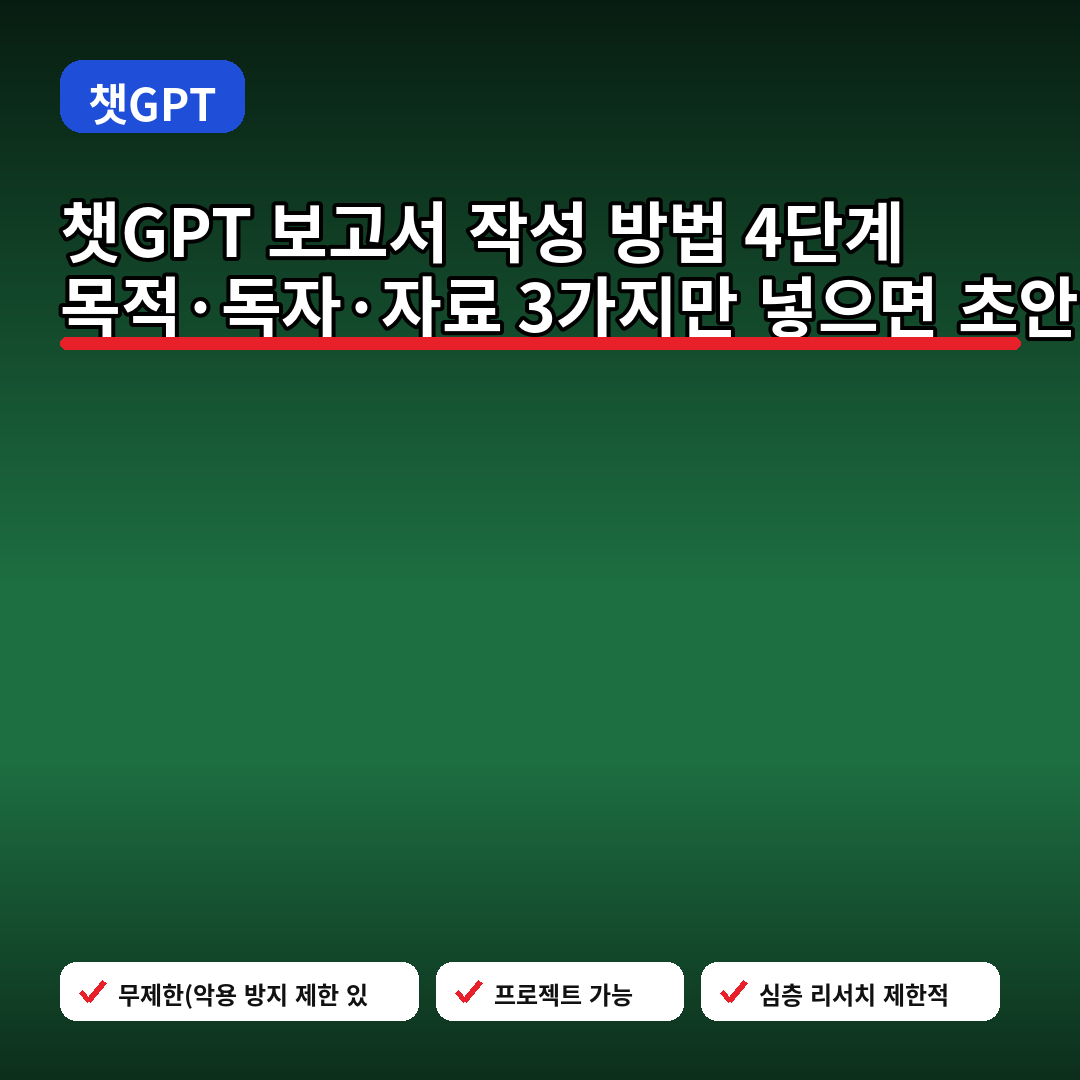 챗GPT
챗GPT 보고서 작성 방법 4단계
목적·독자·자료 3가지만 넣으면 초안
무제한(악용 방지 제한 있
프로젝트 가능
심층 리서치 제한적